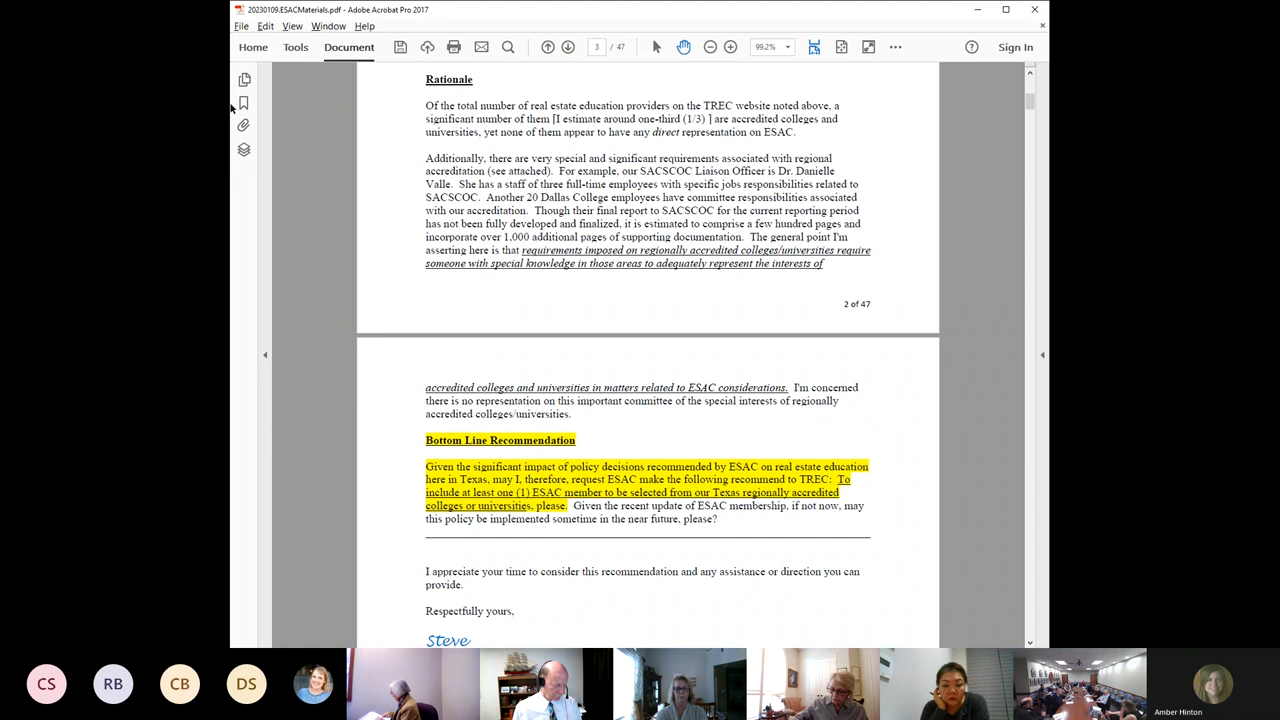 20230109.ESACMaterials.pdf - Adobe Acrobat Pro 2017
File Edit View Window Help
Home Tools Document 3 / 47 99.2% Sign In
Rationale
Of the total number of real estate education providers on the TREC website noted above, a
significant number of them [I estimate around one-third (1/3) ] are accredited colleges and
universities, yet none of them appear to have any direct representation on ESAC.
Additionally, there are very special and significant requirements associated with regional
accreditation (see attached).  For example, our SACSCOC Liaison Officer is Dr. Danielle
Valle.  She has a staff of three full-time employees with specific jobs responsibilities related to
SACSCOC.  Another 20 Dallas College employees have committee responsibilities associated
with our accreditation.  Though their final report to SACSCOC for the current reporting period
has not been fully developed and finalized, it is estimated to comprise a few hundred pages and
incorporate over 1,000 additional pages of supporting documentation.  The general point I'm
asserting here is that requirements imposed on regionally accredited colleges/universities require
someone with special knowledge in those areas to adequately represent the interests of
2 of 47
accredited colleges and universities in matters related to ESAC considerations.  I'm concerned
there is no representation on this important committee of the special interests of regionally
accredited colleges/universities.
Bottom Line Recommendation
Given the significant impact of policy decisions recommended by ESAC on real estate education
here in Texas, may I, therefore, request ESAC make the following recommend to TREC:  To
include at least one (1) ESAC member to be selected from our Texas regionally accredited
colleges or universities, please.  Given the recent update of ESAC membership, if not now, may
this policy be implemented sometime in the near future, please?
I appreciate your time to consider this recommendation and any assistance or direction you can
provide.
Respectfully yours,
Steve
CS RB CB DS
Amber Hinton